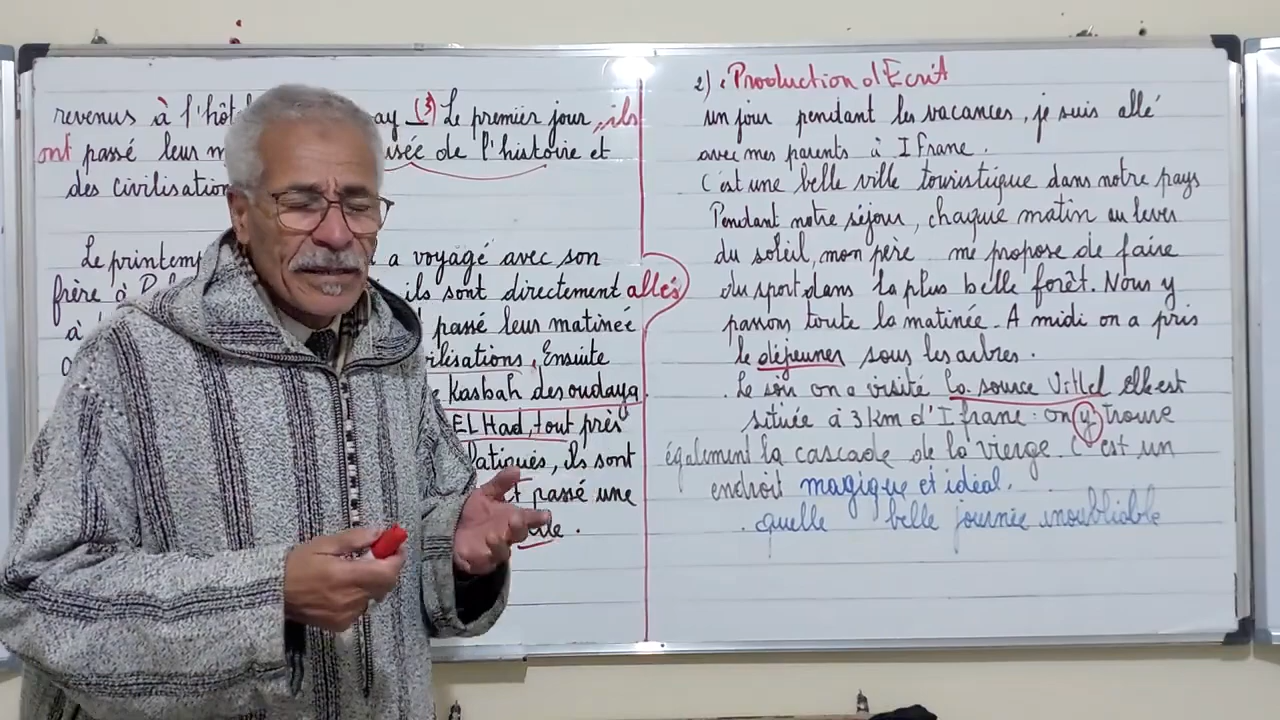 revenus à l'hôt ay (3) Le premier jour, ils
ont passé leur m usée de l'histoire et
des civilisation
Le printemp a voyagé avec son
frère à ils sont directement allés
à passé leur matinée
ilisations, Ensuite
Kasbah des oudaya
EL Had, tout près
latiques, ils sont
et passé une
.
2) : Production d'Ecrit
un jour pendant les vacances, je suis allé
avec mes parents à Ifrane.
C'est une belle ville touristique dans notre pays
Pendant notre séjour, chaque matin au lever
du soleil, mon père me propose de faire
du sport dans la plus belle forêt. Nous y
passons toute la matinée. A midi on a pris
le déjeuner sous les arbres.
. Le soir on a visité la source Vittel elle est
située à 3 km d'Ifrane : on y trouve
également la cascade de la vierge. C'est un
endroit magique et idéal.
. quelle belle journée inoubliable